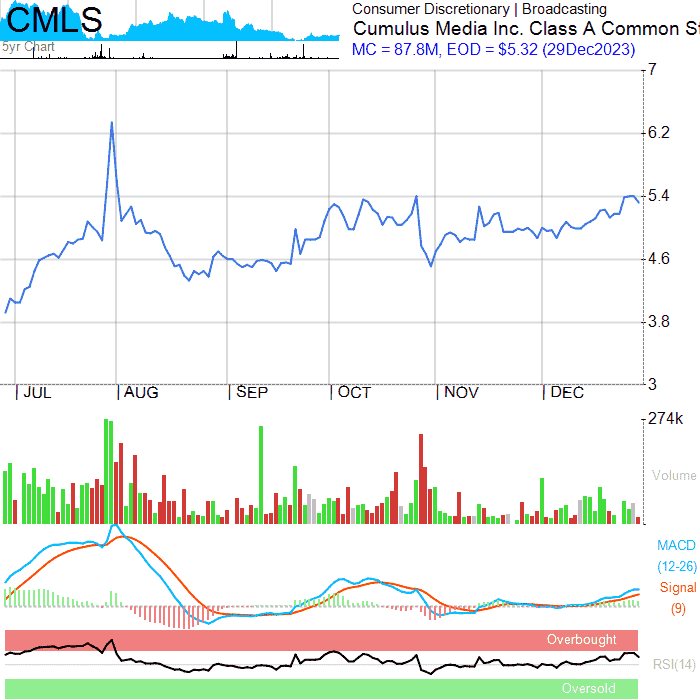 CMLS
5yr Chart
Consumer Discretionary | Broadcasting
Cumulus Media Inc. Class A Common St
MC = 87.8M, EOD = $5.32 (29Dec2023)
7
6.2
5.4
4.6
3.8
3
JUL AUG SEP OCT NOV DEC
274k
Volume
MACD
(12-26)
Signal
(9)
Overbought
RSI(14)
Oversold